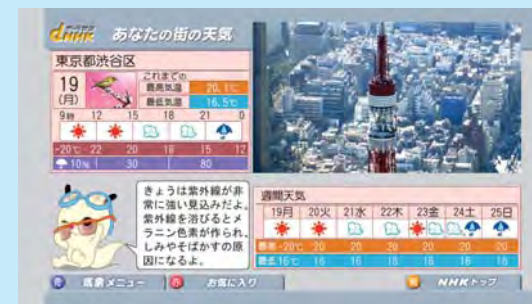 dNHK あなたの街の天気
東京都渋谷区
19
(月)
これまでの
最高気温 20.1℃
最低気温 16.5℃
9時 12 15 18 21 0
-20℃ 22 20 18 15 12
10% 30 80
きょうは紫外線が非
常に強い見込みだよ。
紫外線を浴びるとメ
ラニン色素が作られ、
しみやそばかすの原
因になるよ。
週間天気
19月 20火 21水 22木 23金 24土 25日
最高-20℃ 20 20 20 20 20 20
最低16℃ 16 16 16 16 16 16
青 気象メニュー 赤 お気に入り 黄 NHKトップ